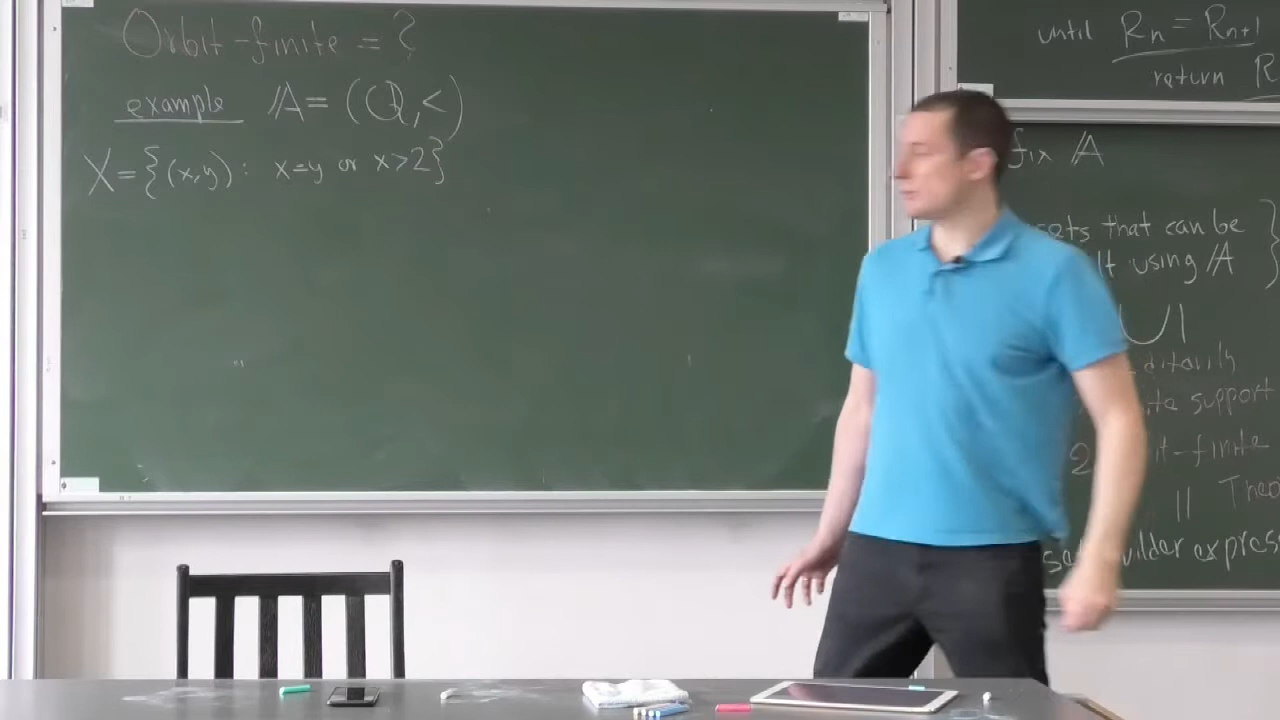 Orbit-finite = ?
example 𝔸 = (ℚ, <)
X = {(x,y) : x=y or x>2}
until Rn = Rn+1
return R
fix 𝔸
sets that can be
lt using 𝔸
∪|
ditarily
ite support
2 it-finite
|| Theo
set builder expres